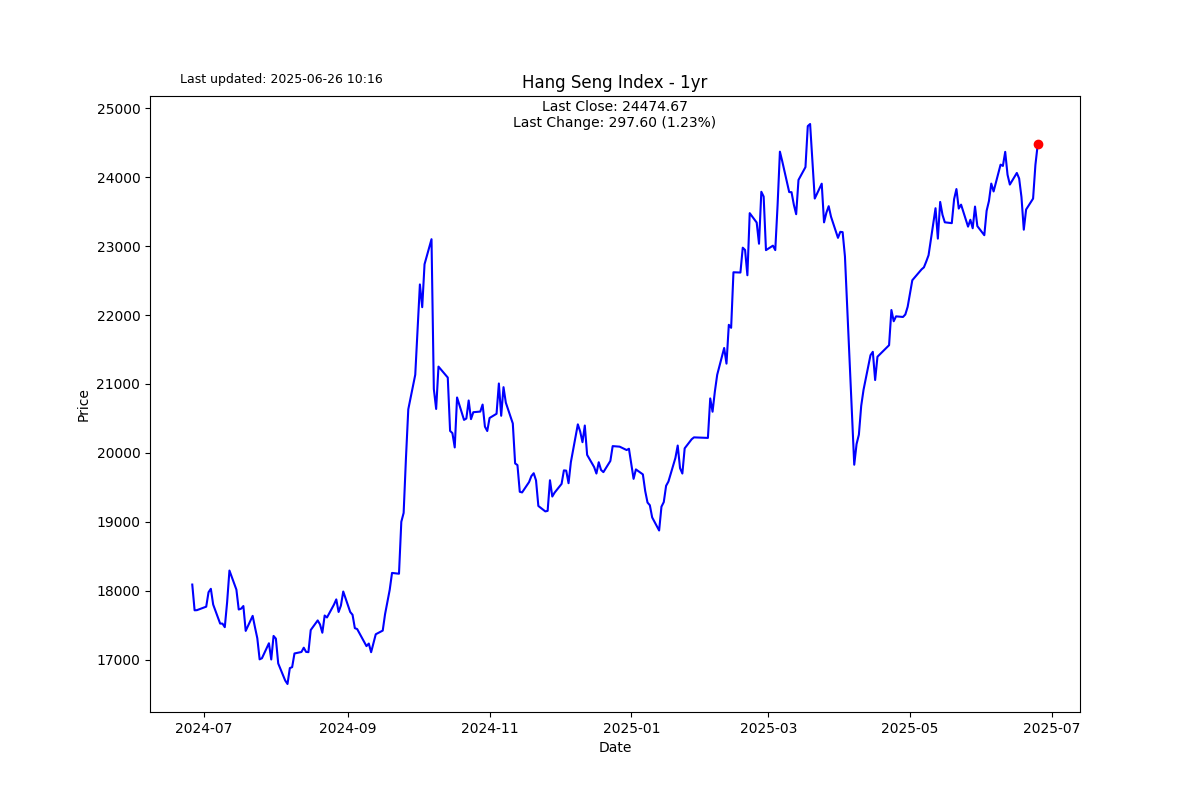 Last updated: 2025-06-26 10:16
Hang Seng Index - 1yr
Last Close: 24474.67
Last Change: 297.60 (1.23%)
25000
24000
23000
22000
21000
20000
19000
18000
17000
Price
2024-07
2024-09
2024-11
2025-01
2025-03
2025-05
2025-07
Date